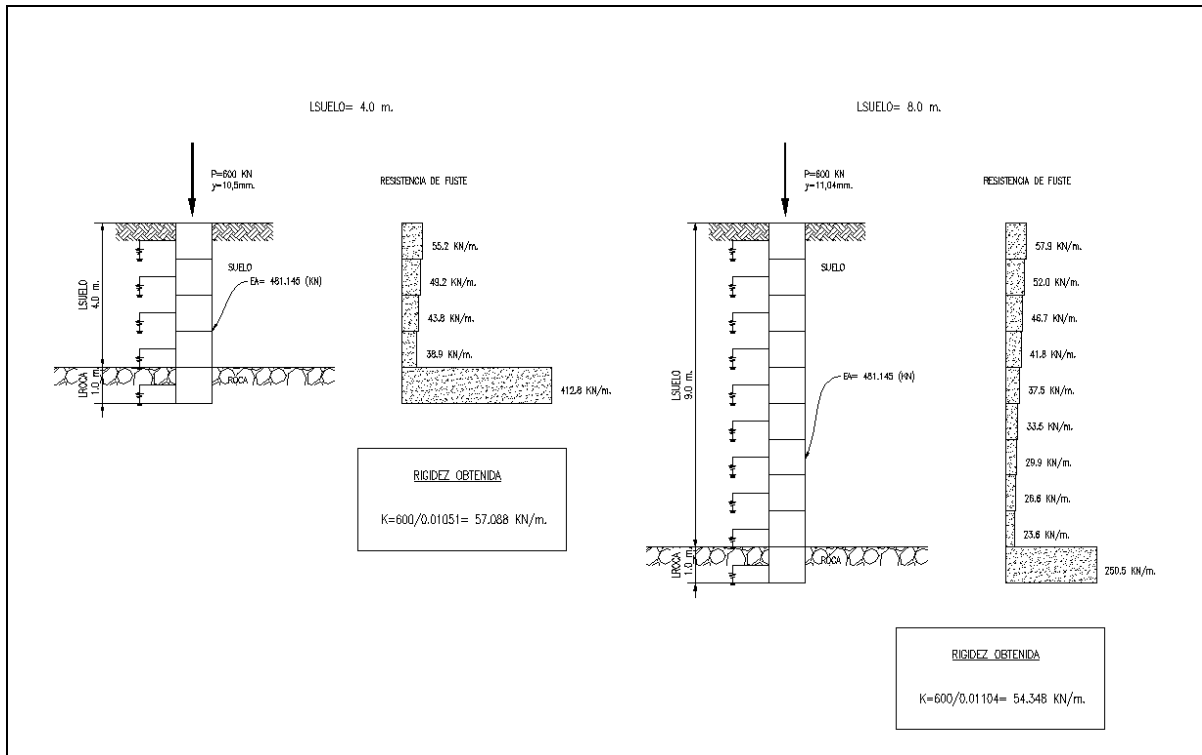 LSUELO= 4.0 m.
P=600 KN
y=10,5mm.
RESISTENCIA DE FUSTE
55.2 KN/m.
SUELO
49.2 KN/m.
EA= 481.145 (KN)
LSUELO
4.0 m.
43.8 KN/m.
38.9 KN/m.
ROCA
LROCA
1.0 m.
412.8 KN/m.
RIGIDEZ OBTENIDA
K=600/0.01051= 57.088 KN/m.
LSUELO= 8.0 m.
P=600 KN
y=11,04mm.
RESISTENCIA DE FUSTE
57.9 KN/m.
SUELO
52.0 KN/m.
46.7 KN/m.
41.8 KN/m.
EA= 481.145 (KN)
LSUELO
9.0 m.
37.5 KN/m.
33.5 KN/m.
29.9 KN/m.
26.6 KN/m.
23.6 KN/m.
ROCA
LROCA
1.0 m.
250.5 KN/m.
RIGIDEZ OBTENIDA
K=600/0.01104= 54.348 KN/m.